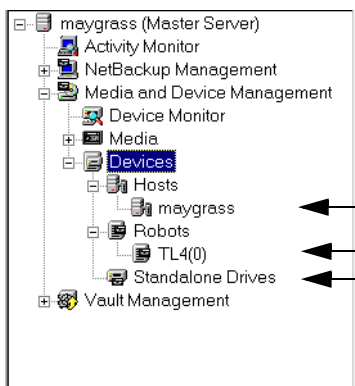 maygrass (Master Server)
Activity Monitor
NetBackup Management
Media and Device Management
Device Monitor
Media
Devices
Hosts
maygrass
Robots
TL4(0)
Standalone Drives
Vault Management